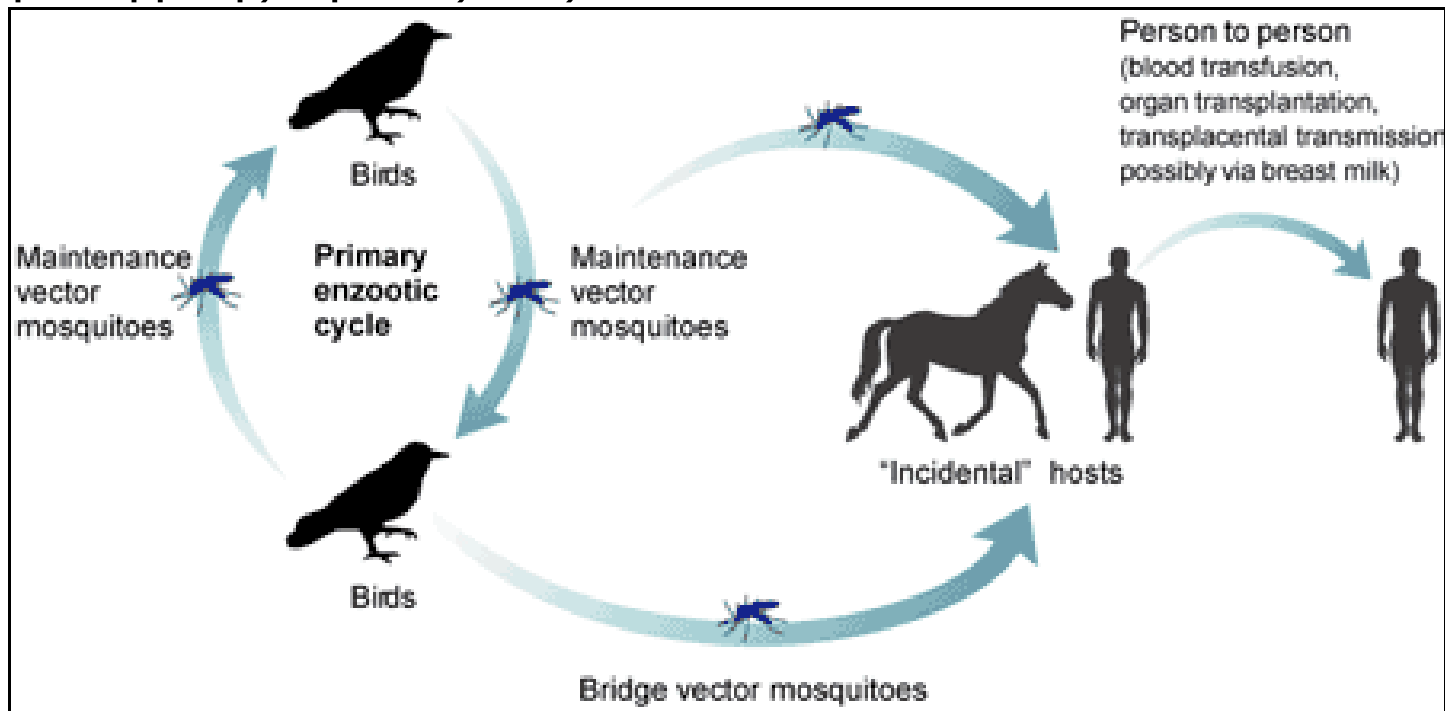 Birds
Maintenance
vector
mosquitoes
Primary
enzootic
cycle
Maintenance
vector
mosquitoes
Birds
Bridge vector mosquitoes
"Incidental" hosts
Person to person
(blood transfusion,
organ transplantation,
transplacental transmission
possibly via breast milk)